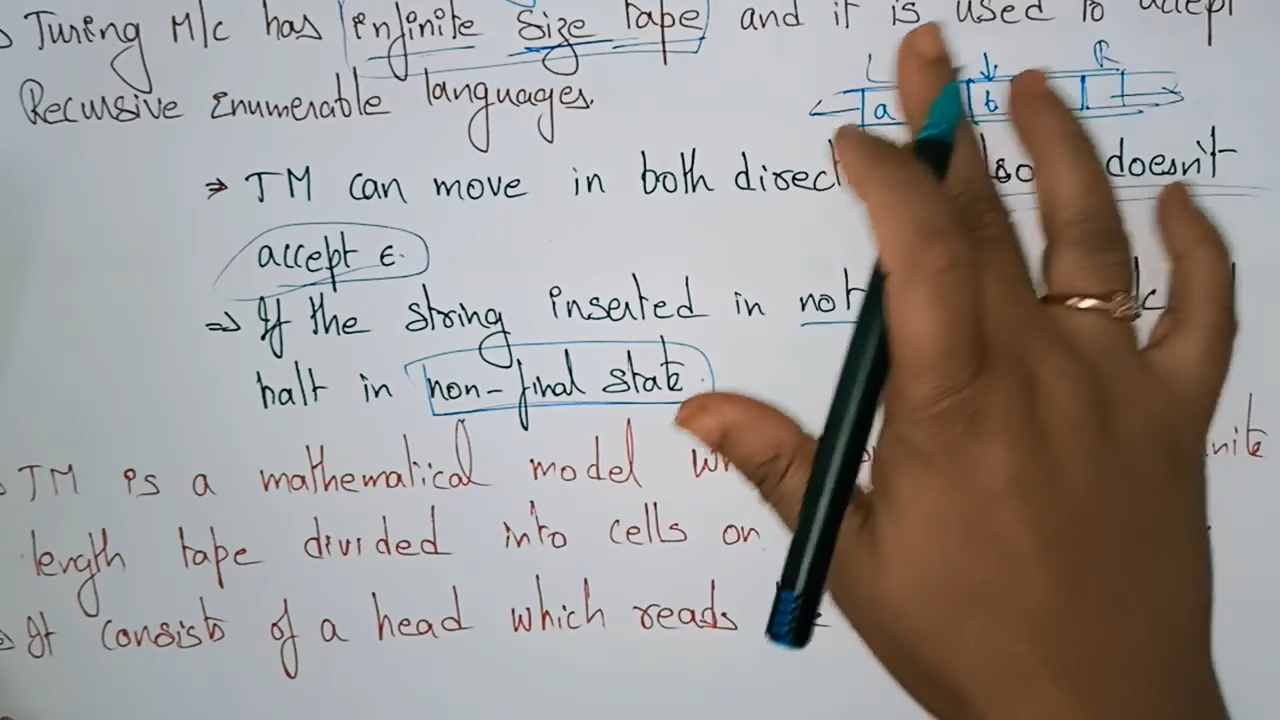 Turing M/c has infinite size tape and it is used to accept
L R
Recursive Enumerable languages.
a b
⇒ TM can move in both direct doesn't
accept ε.
⇒ If the string inserted in not
halt in non-final state.
TM is a mathematical model
length tape divided into cells on
It consists of a head which reads